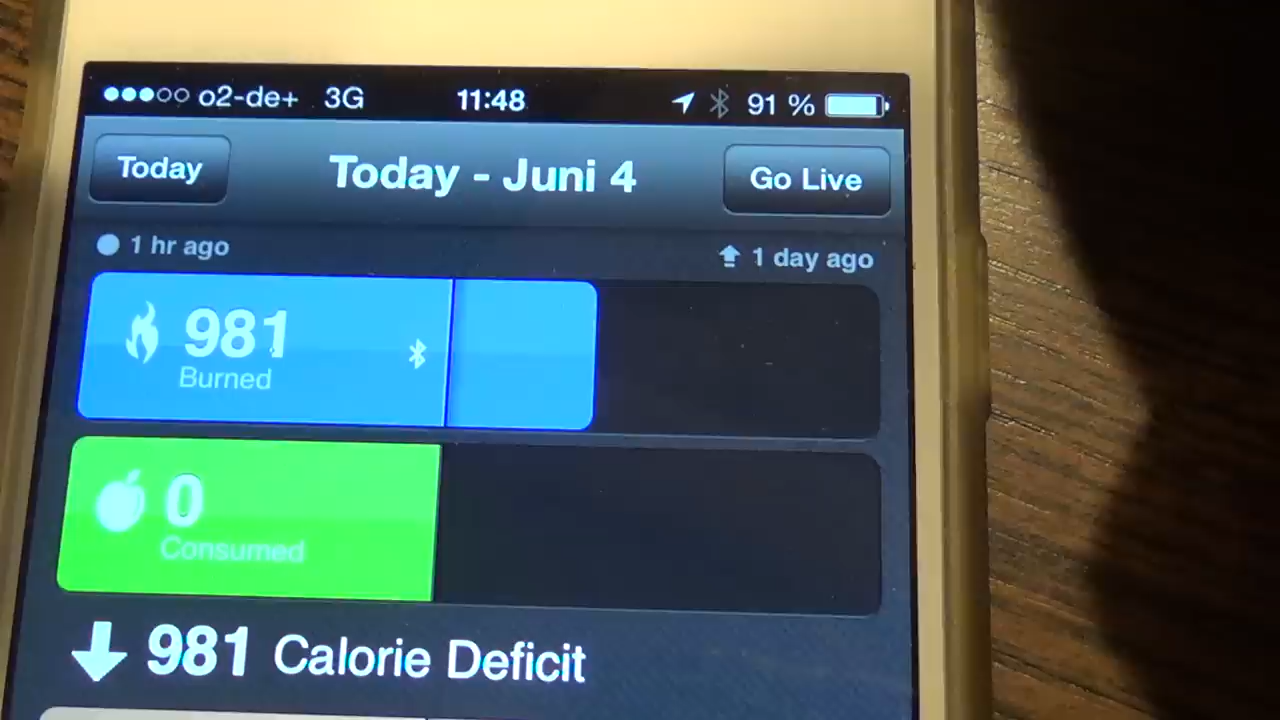 o2-de+ 3G 11:48 91 %
Today Today - Juni 4 Go Live
1 hr ago 1 day ago
981
Burned
0
Consumed
981 Calorie Deficit